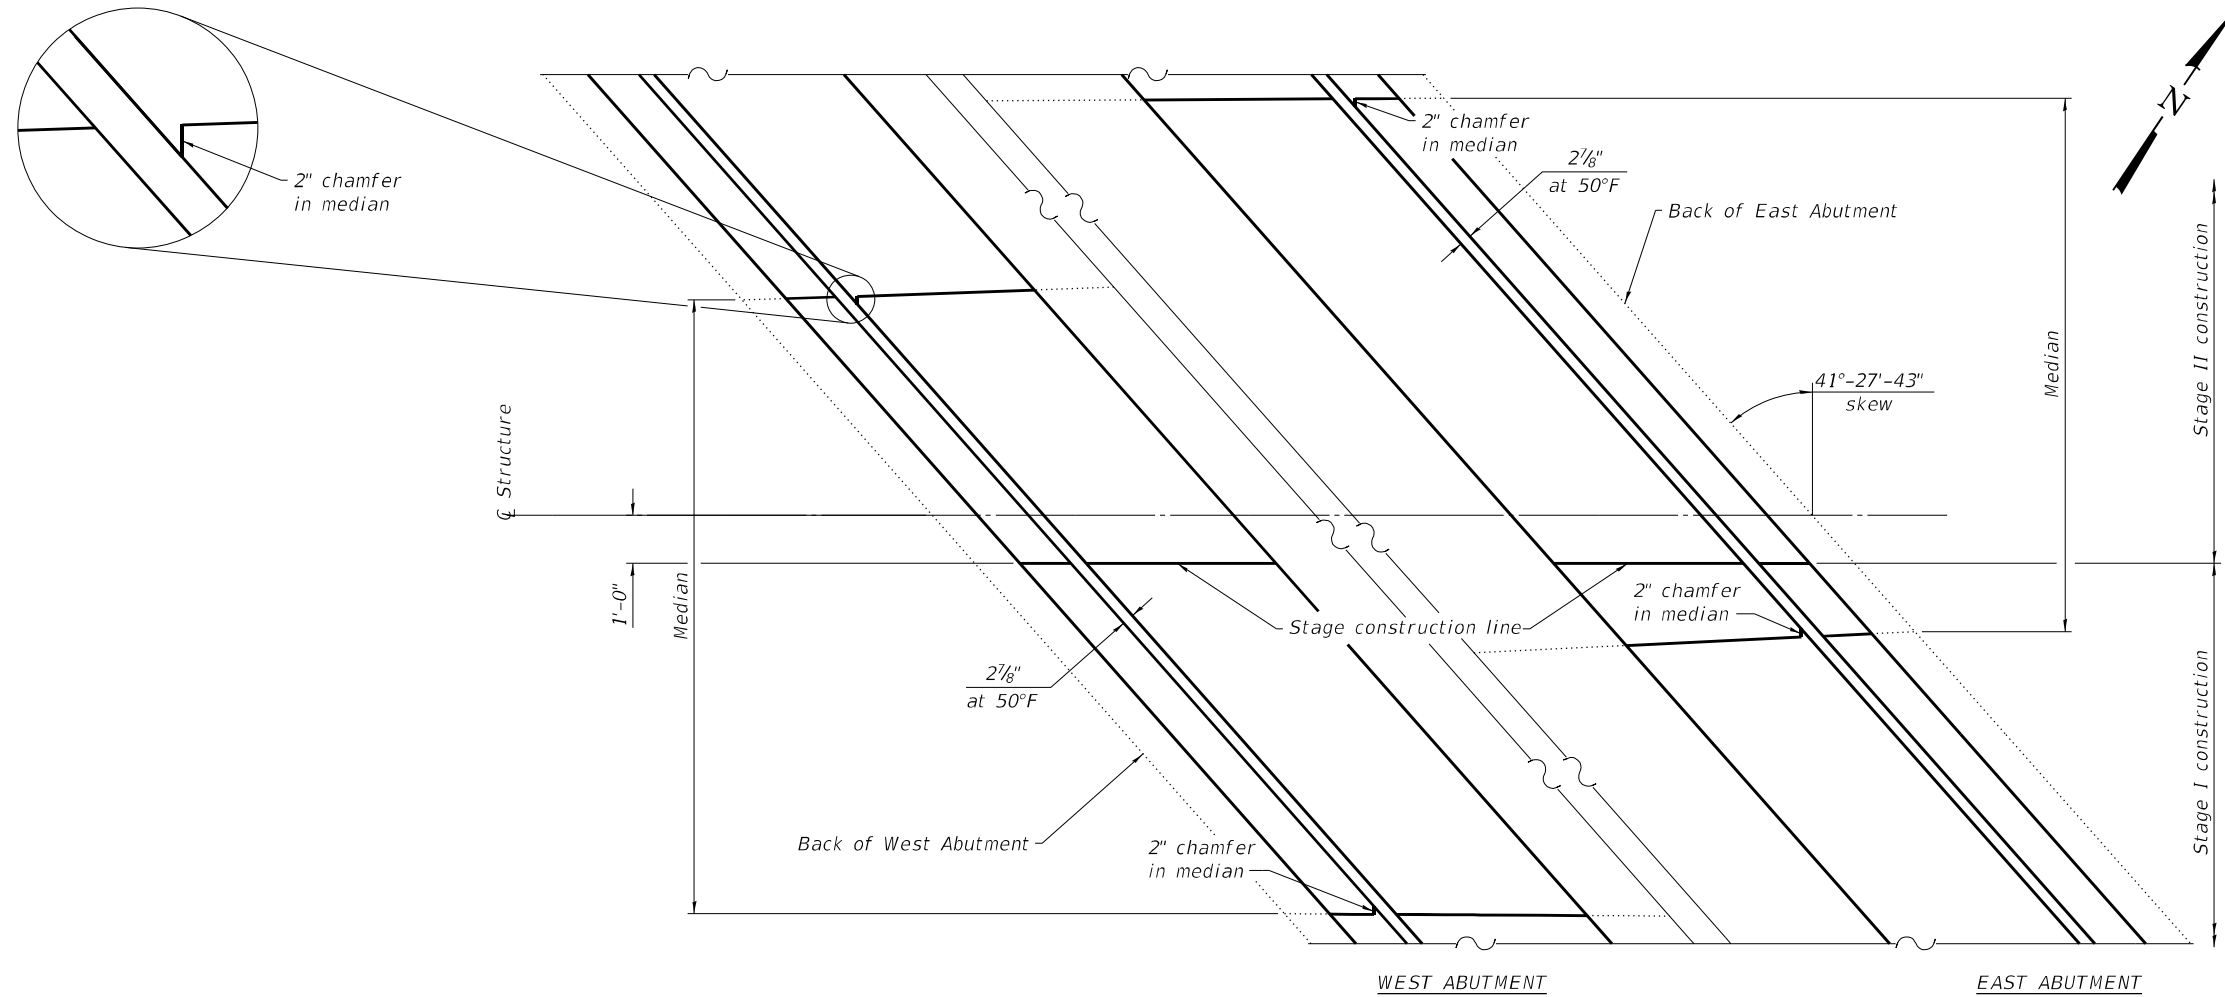 N
2" chamfer
in median
2" chamfer
in median
2⅞"
at 50°F
Back of East Abutment
Stage II construction
Median
41°-27'-43"
skew
℄ Structure
1'-0"
Median
2" chamfer
in median
Stage construction line
2⅞"
at 50°F
Stage I construction
Back of West Abutment
2" chamfer
in median
WEST ABUTMENT
EAST ABUTMENT